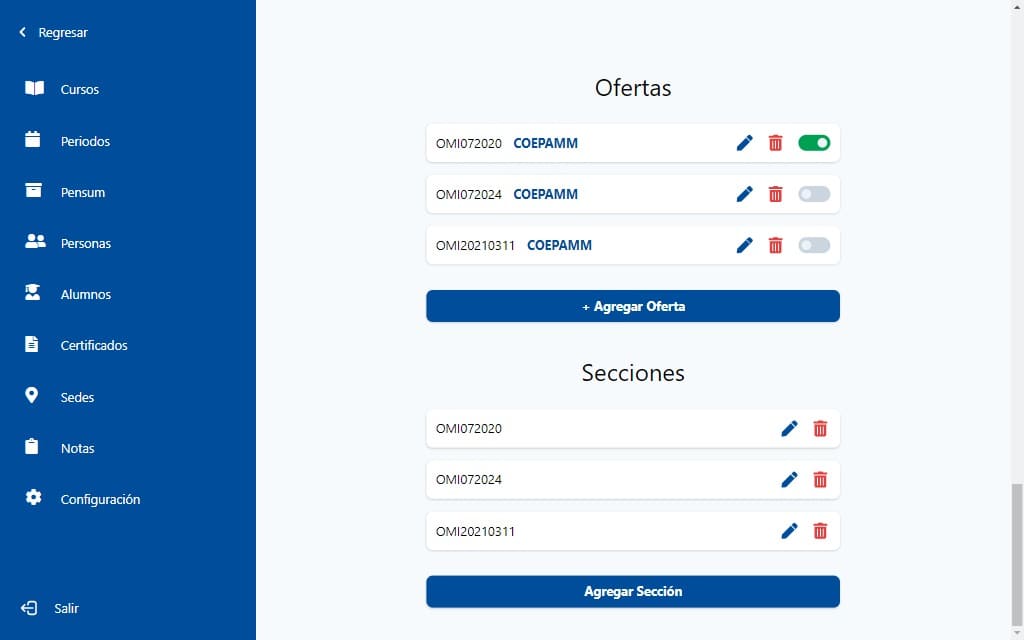 Regresar
Cursos
Periodos
Pensum
Personas
Alumnos
Certificados
Sedes
Notas
Configuración
Salir
Ofertas
OMI072020 COEPAMM
OMI072024 COEPAMM
OMI20210311 COEPAMM
+ Agregar Oferta
Secciones
OMI072020
OMI072024
OMI20210311
Agregar Sección